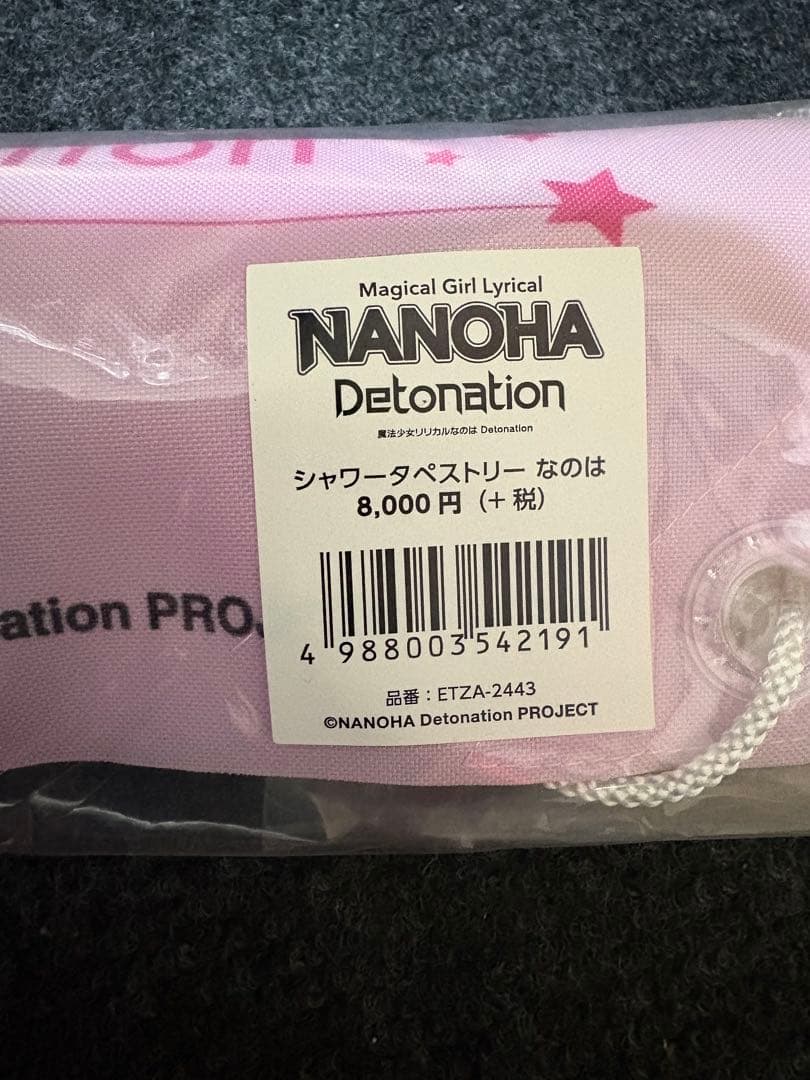 Magical Girl Lyrical
NANOHA
Detonation
魔法少女リリカルなのは Detonation
シャワータペストリー なのは
8,000円（+税）
ation PRO
4 988003 542191
品番：ETZA-2443
©NANOHA Detonation PROJECT